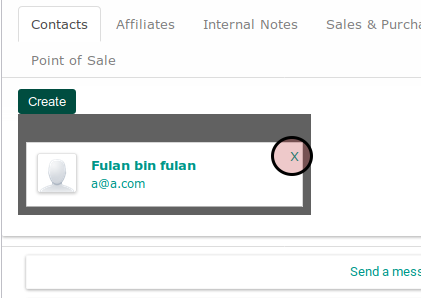 Contacts Affiliates Internal Notes Sales & Purcha
Point of Sale
Create
Fulan bin fulan X
a@a.com
Send a mess